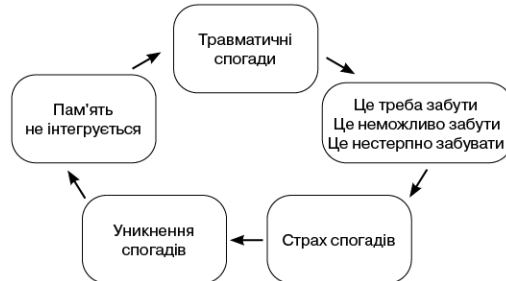 Травматичні
спогади
Це треба забути
Це неможливо забути
Це нестерпно забувати
Страх спогадів
Уникнення
спогадів
Пам'ять
не інтегрується